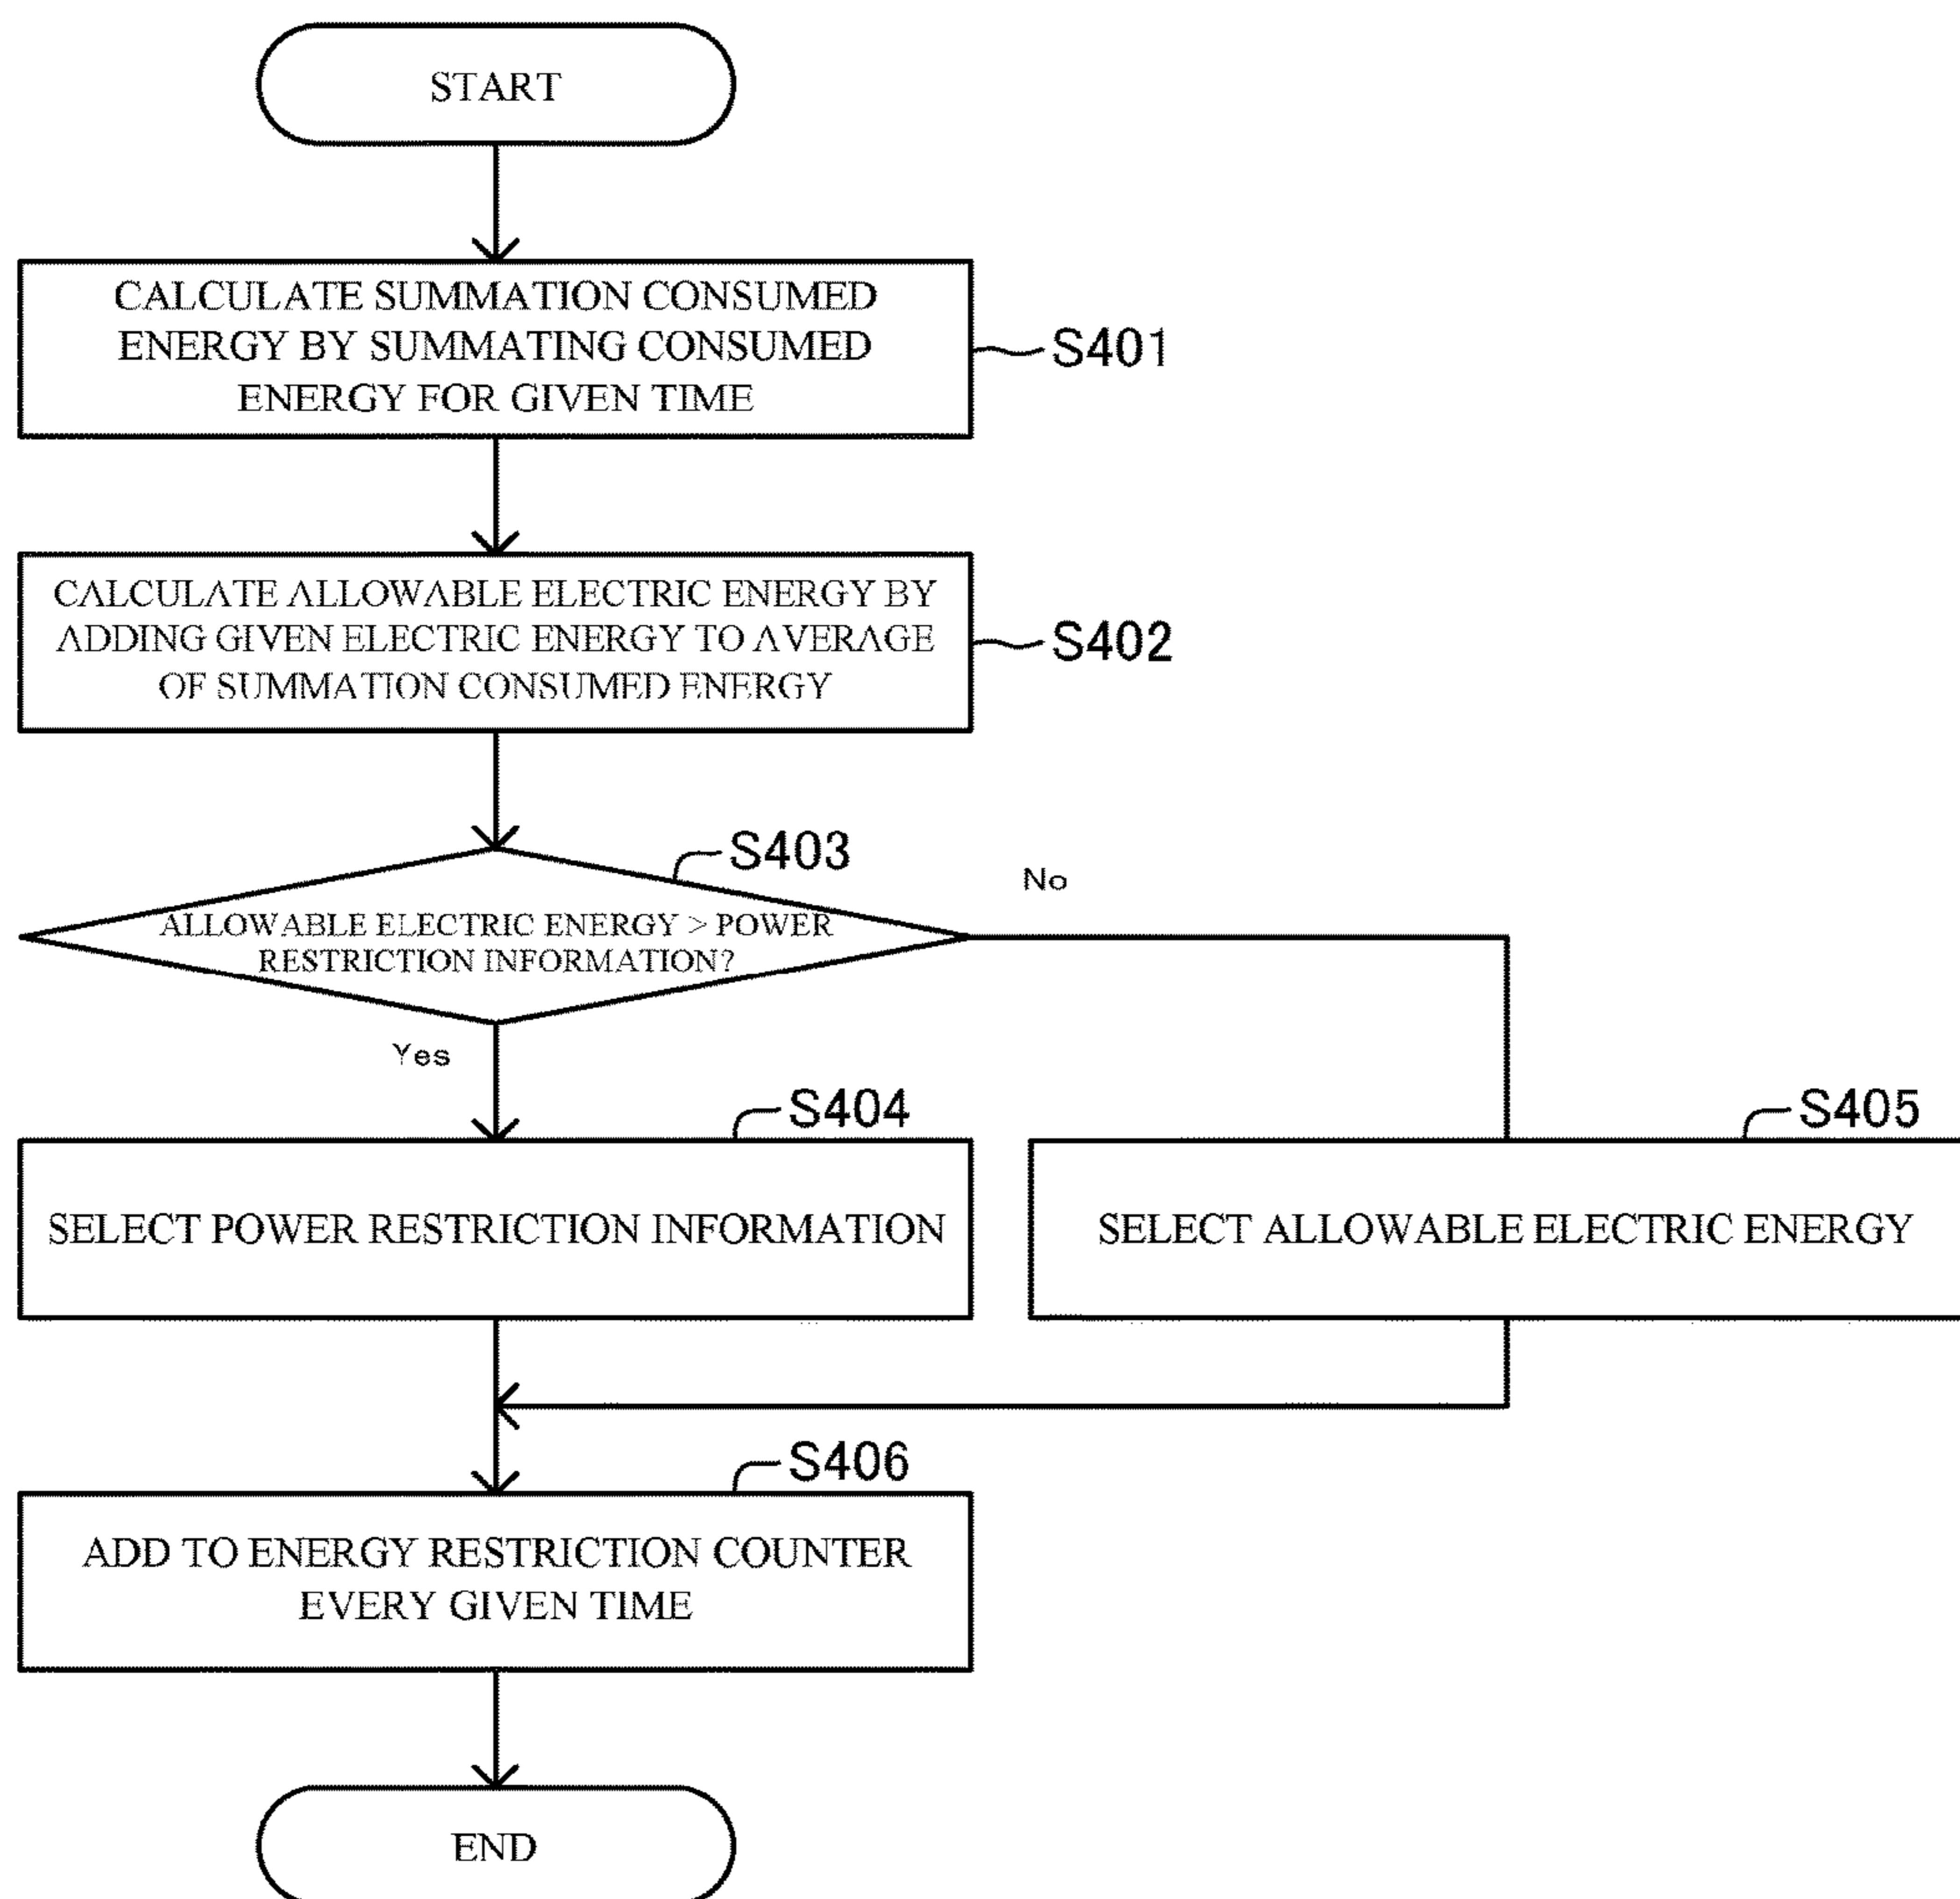 START
CALCULATE SUMMATION CONSUMED
ENERGY BY SUMMATING CONSUMED
ENERGY FOR GIVEN TIME
S401
CALCULATE ALLOWABLE ELECTRIC ENERGY BY
ADDING GIVEN ELECTRIC ENERGY TO AVERAGE
OF SUMMATION CONSUMED ENERGY
S402
S403
No
ALLOWABLE ELECTRIC ENERGY > POWER
RESTRICTION INFORMATION?
Yes
S404
S405
SELECT POWER RESTRICTION INFORMATION
SELECT ALLOWABLE ELECTRIC ENERGY
S406
ADD TO ENERGY RESTRICTION COUNTER
EVERY GIVEN TIME
END